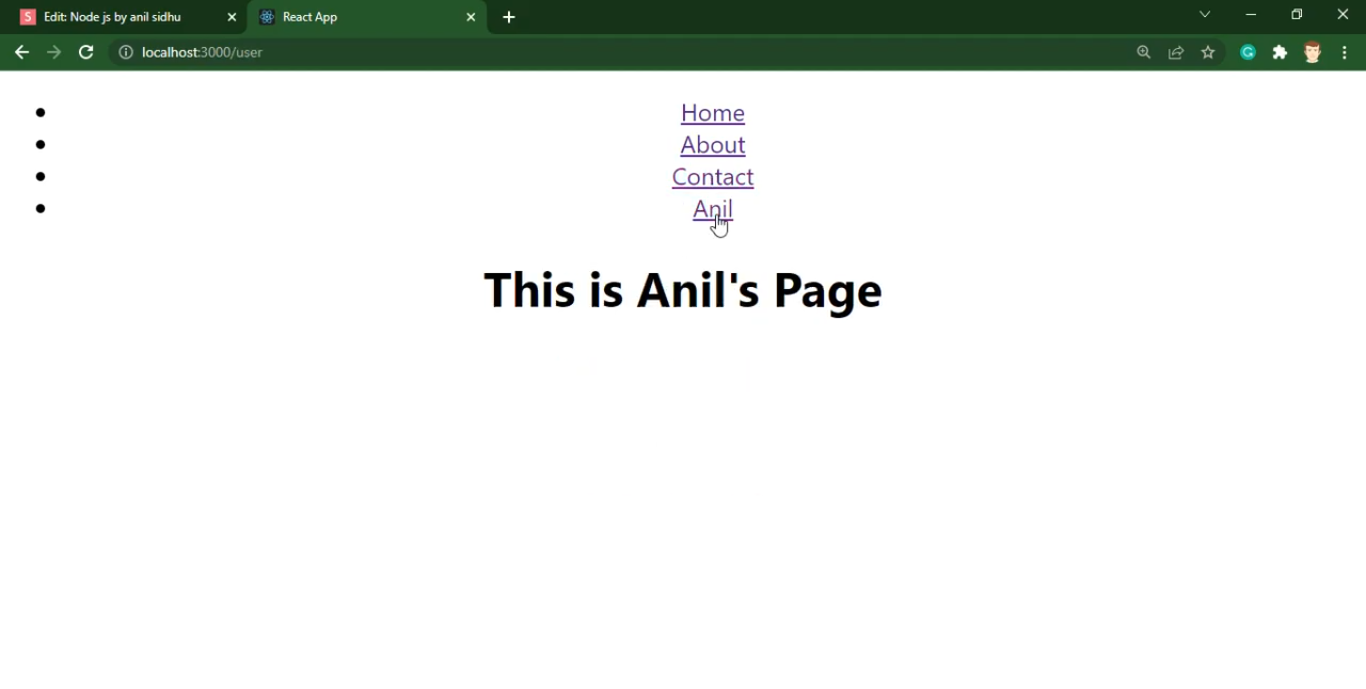 Edit: Node js by anil sidhu
React App
localhost:3000/user
Home
About
Contact
Anil
This is Anil's Page